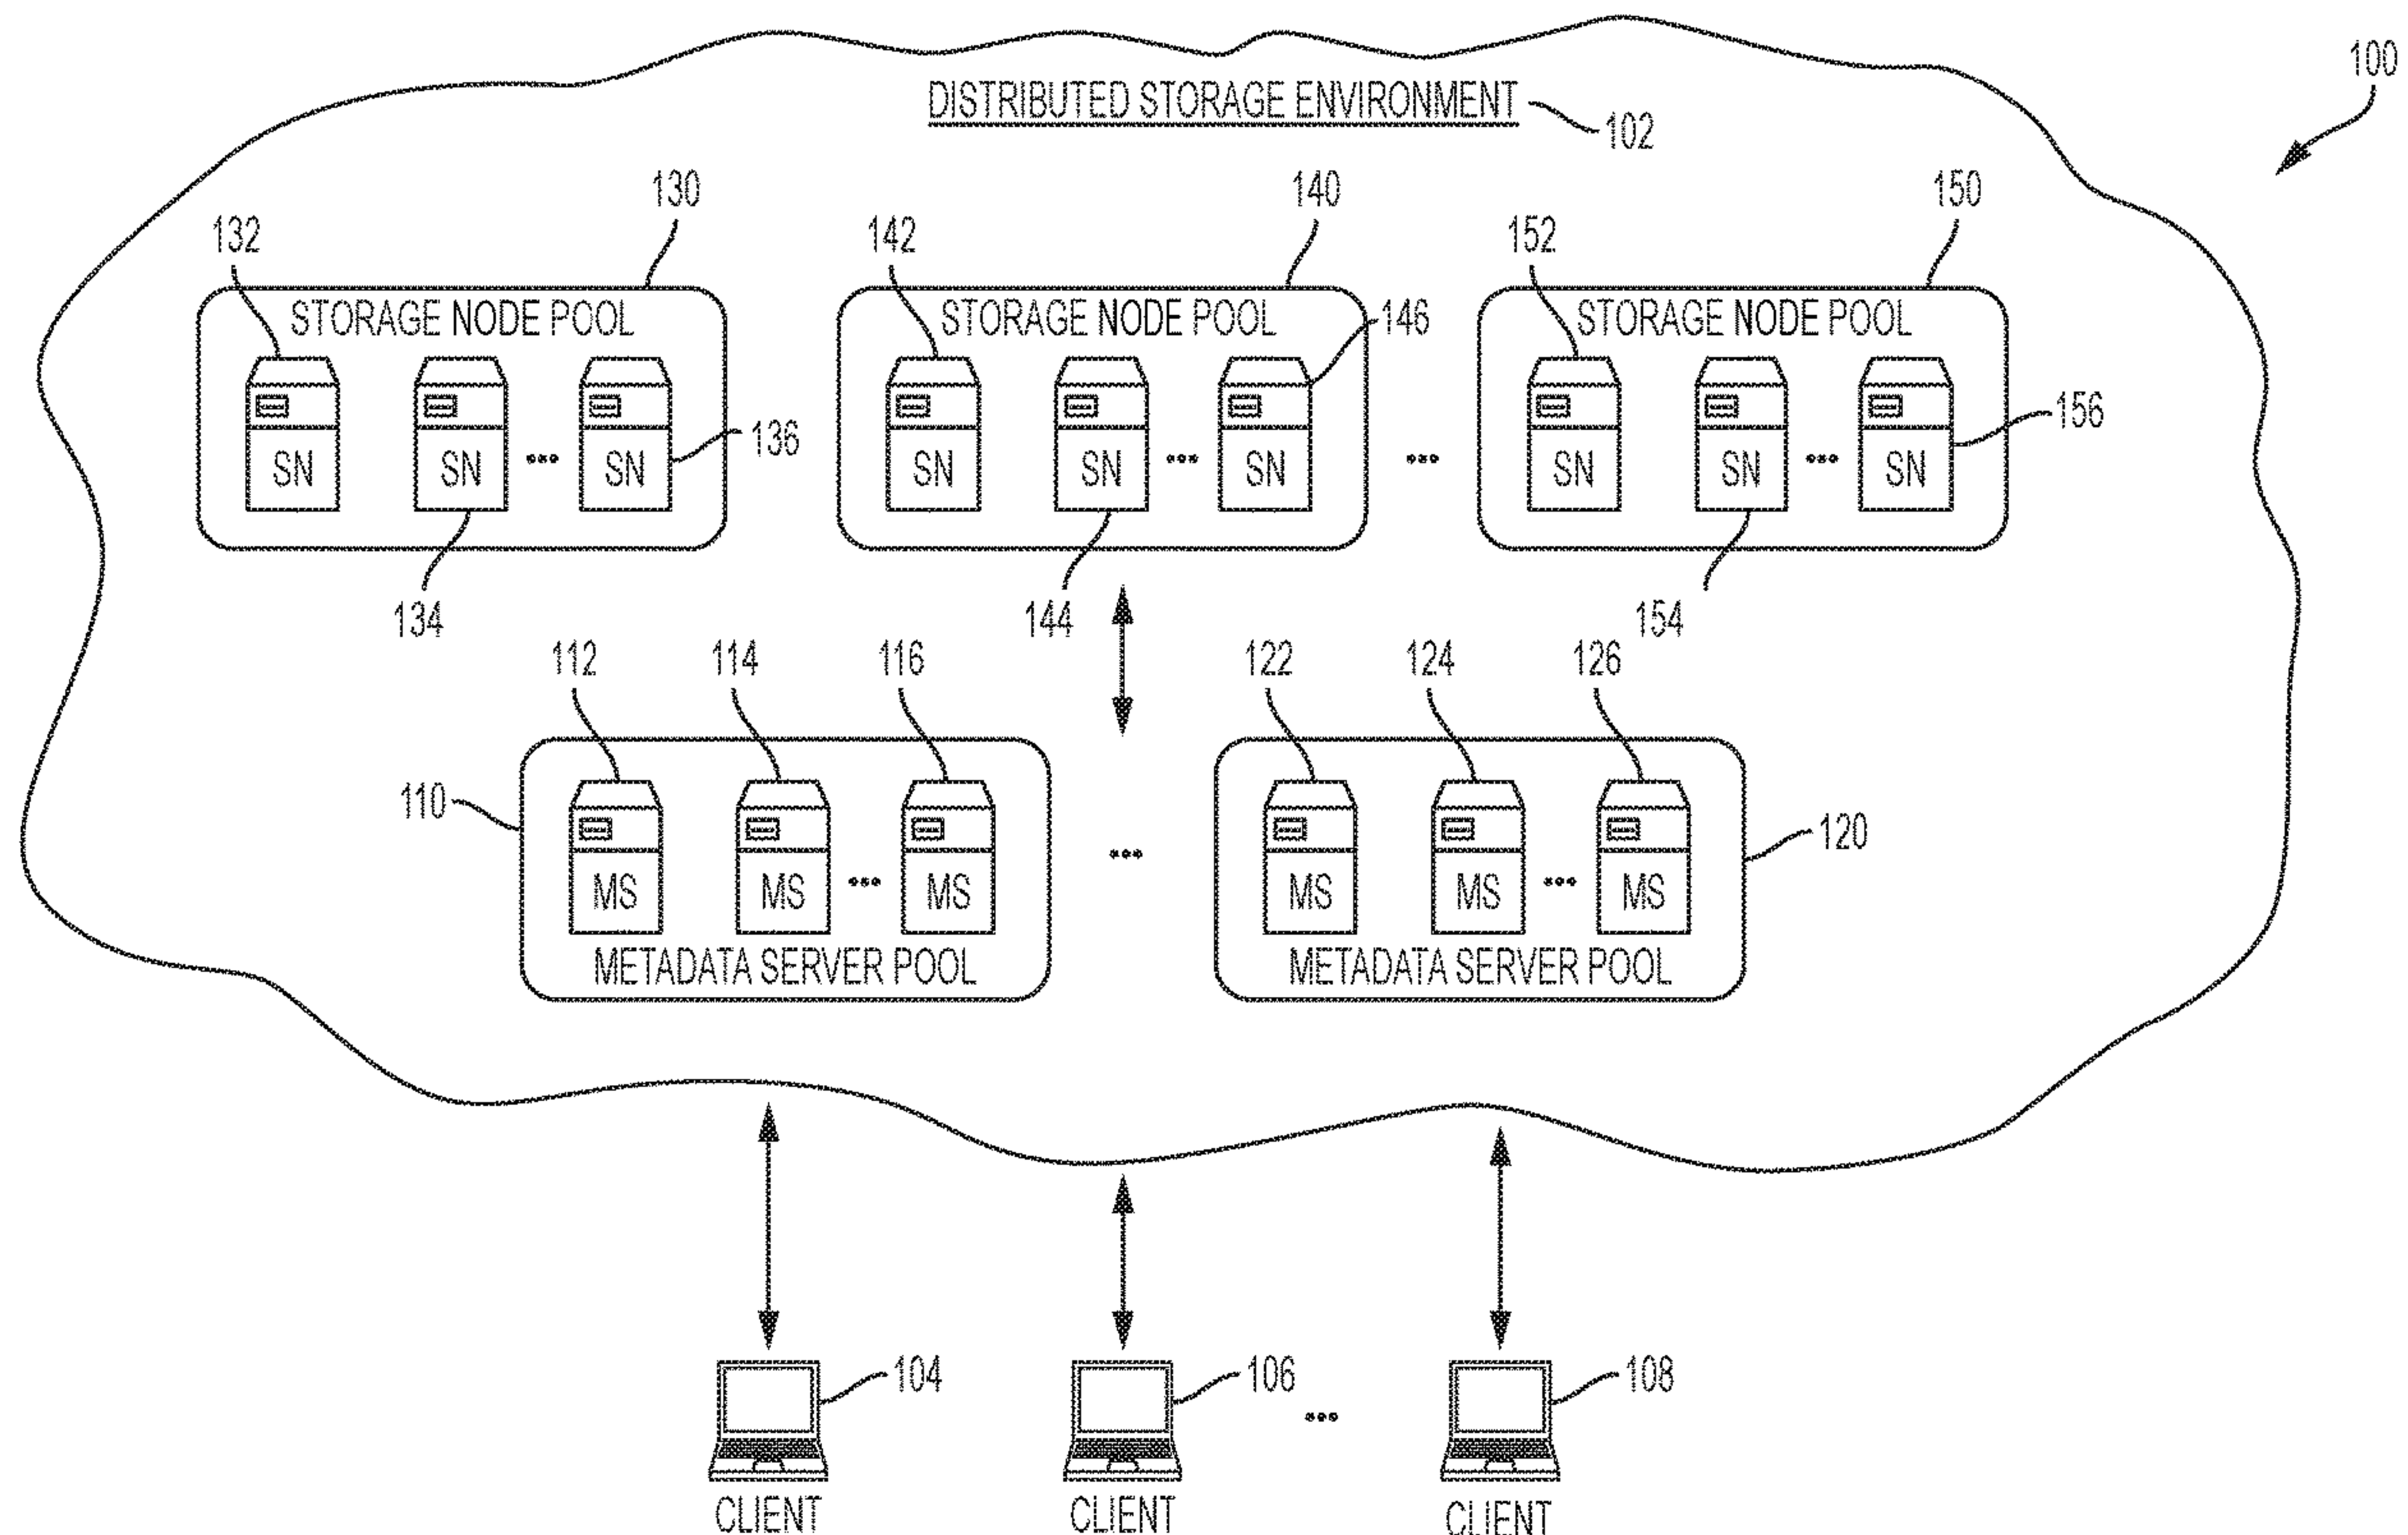 100
DISTRIBUTED STORAGE ENVIRONMENT
102
130
140
150
132
142
152
STORAGE NODE POOL
STORAGE NODE POOL
STORAGE NODE POOL
146
156
136
SN
SN
...
SN
SN
SN
...
SN
...
SN
SN
...
SN
134
144
154
112
114
116
122
124
126
110
120
...
MS
MS
...
MS
MS
MS
...
MS
METADATA SERVER POOL
METADATA SERVER POOL
104
106
108
...
CLIENT
CLIENT
CLIENT